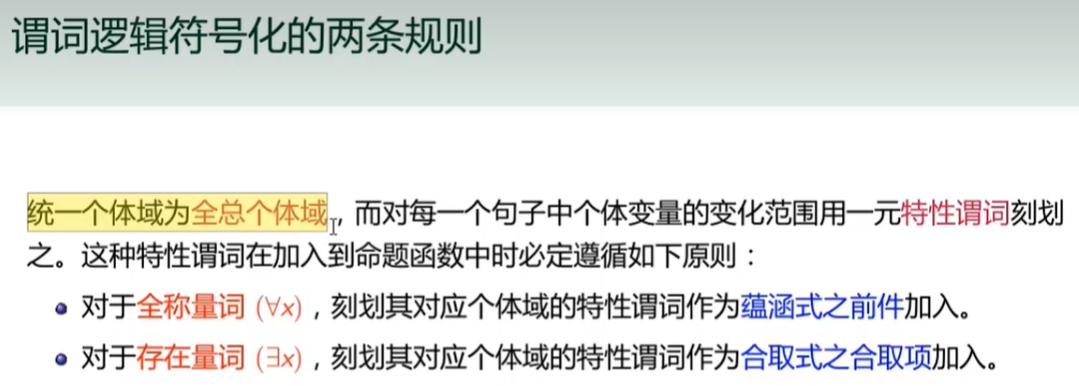 谓词逻辑符号化的两条规则
统一个体域为全总个体域，而对每一个句子中个体变量的变化范围用一元特性谓词刻划
之。这种特性谓词在加入到命题函数中时必定遵循如下原则：
对于全称量词 (∀x)，刻划其对应个体域的特性谓词作为蕴涵式之前件加入。
对于存在量词 (∃x)，刻划其对应个体域的特性谓词作为合取式之合取项加入。